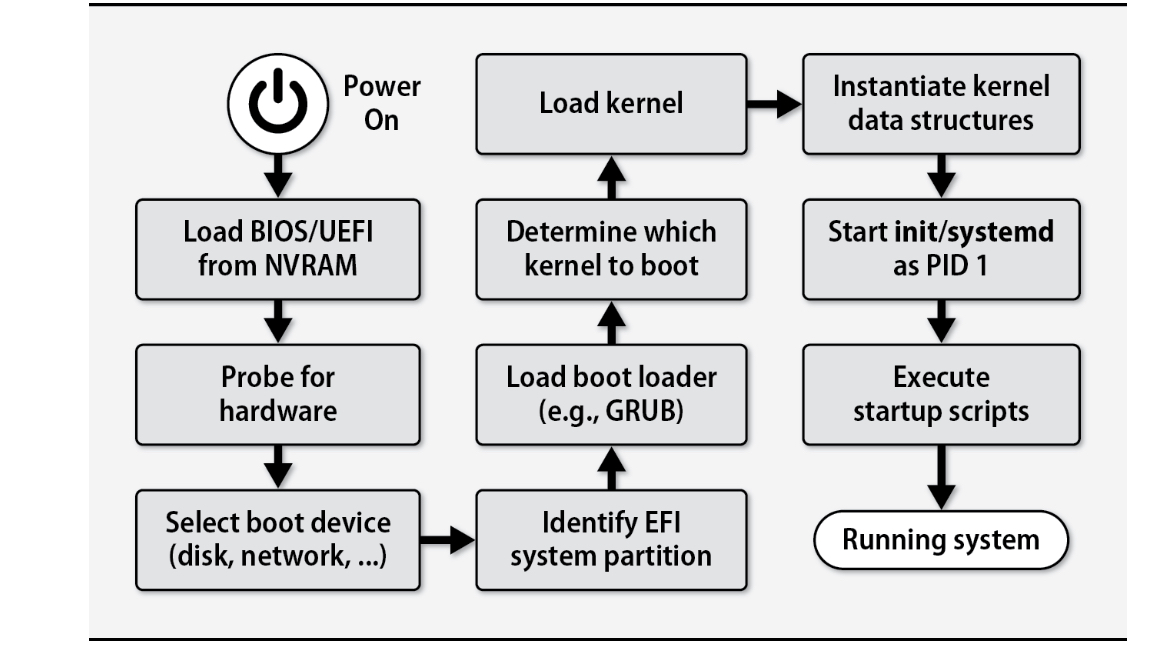 Power
On
Load BIOS/UEFI
from NVRAM
Probe for
hardware
Select boot device
(disk, network, ...)
Identify EFI
system partition
Load boot loader
(e.g., GRUB)
Determine which
kernel to boot
Load kernel
Instantiate kernel
data structures
Start init/systemd
as PID 1
Execute
startup scripts
Running system